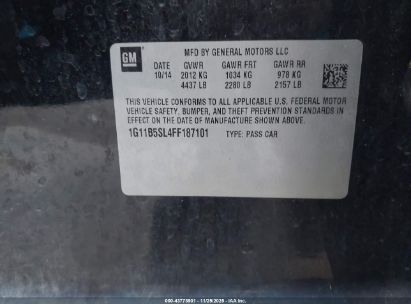 GM
MFD BY GENERAL MOTORS LLC
DATE GVWR GAWR FRT GAWR RR
10/14 2012 KG 1034 KG 978 KG
4437 LB 2280 LB 2157 LB
THIS VEHICLE CONFORMS TO ALL APPLICABLE U.S. FEDERAL MOTOR
VEHICLE SAFETY, BUMPER, AND THEFT PREVENTION STANDARDS IN
EFFECT ON THE DATE OF MANUFACTURE SHOWN ABOVE.
1G11B5SL4FF187101 TYPE: PASS CAR